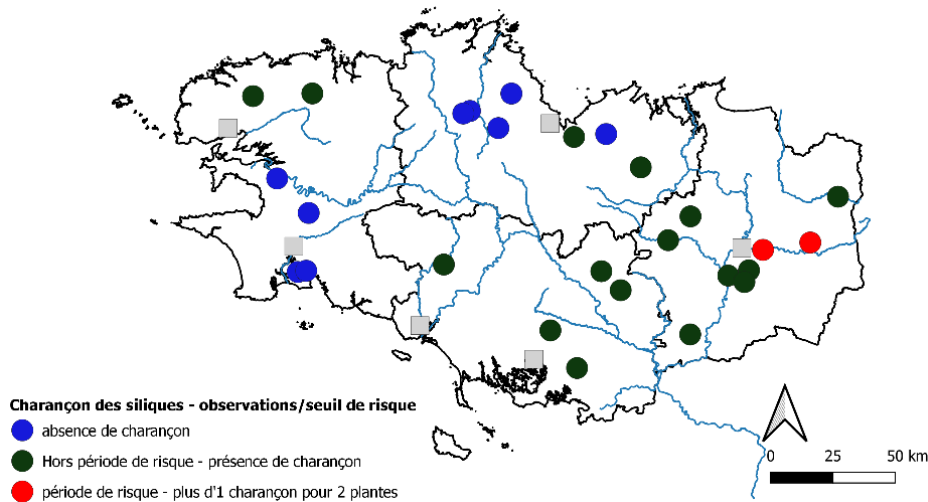 Charançon des siliques - observations/seuil de risque
absence de charançon
Hors période de risque - présence de charançon
période de risque - plus d'1 charançon pour 2 plantes
0 25 50 km